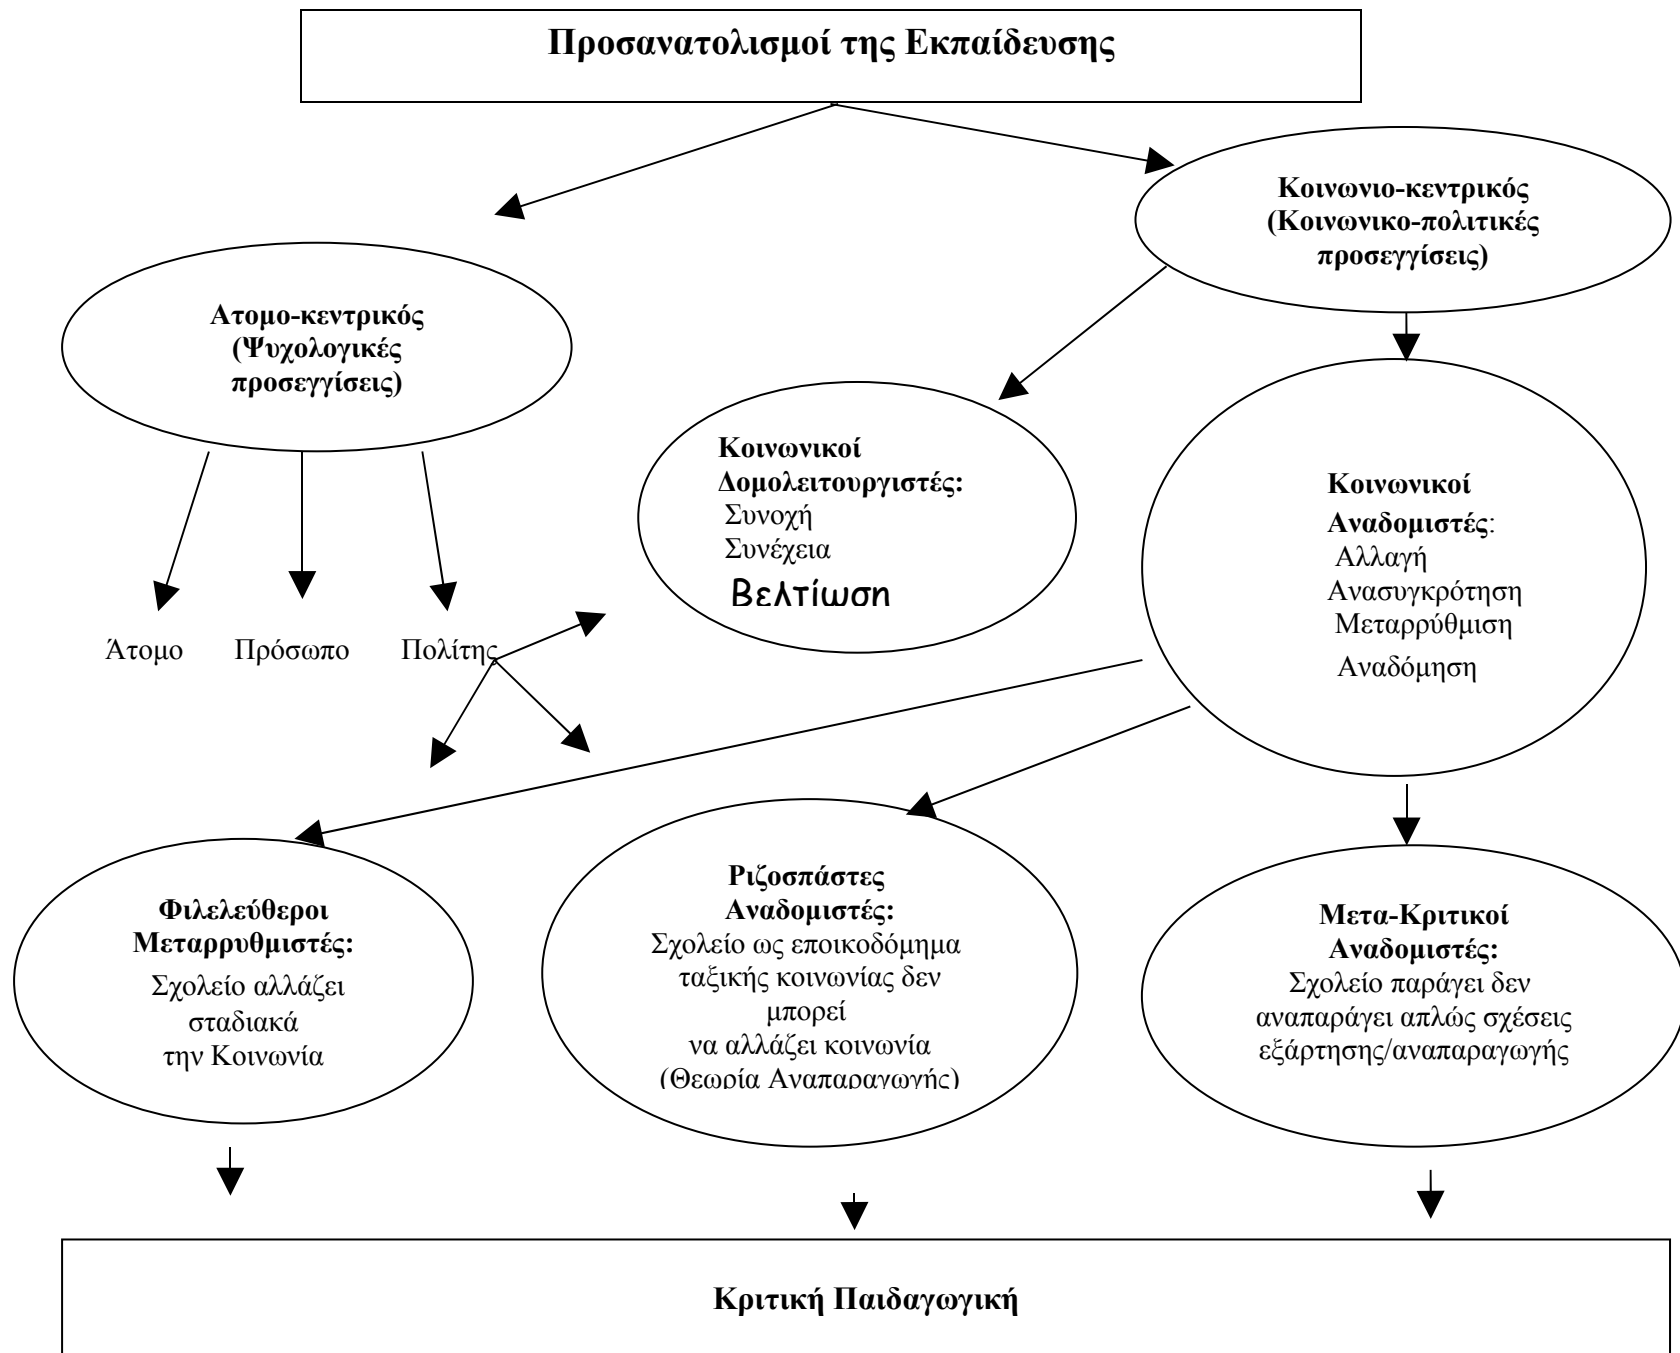 Προσανατολισμοί της Εκπαίδευσης
Κοινωνιο-κεντρικός
(Κοινωνικο-πολιτικές
προσεγγίσεις)
Ατομο-κεντρικός
(Ψυχολογικές
προσεγγίσεις)
Κοινωνικοί
Δομολειτουργιστές:
Συνοχή
Συνέχεια
Βελτίωση
Κοινωνικοί
Αναδομιστές:
Αλλαγή
Ανασυγκρότηση
Μεταρρύθμιση
Αναδόμηση
Άτομο Πρόσωπο Πολίτης
Φιλελεύθεροι
Μεταρρυθμιστές:
Σχολείο αλλάζει
σταδιακά
την Κοινωνία
Ριζοσπάστες
Αναδομιστές:
Σχολείο ως εποικοδόμημα
ταξικής κοινωνίας δεν
μπορεί
να αλλάζει κοινωνία
(Θεωρία Αναπαραγωγής)
Μετα-Κριτικοί
Αναδομιστές:
Σχολείο παράγει δεν
αναπαράγει απλώς σχέσεις
εξάρτησης/αναπαραγωγής
Κριτική Παιδαγωγική